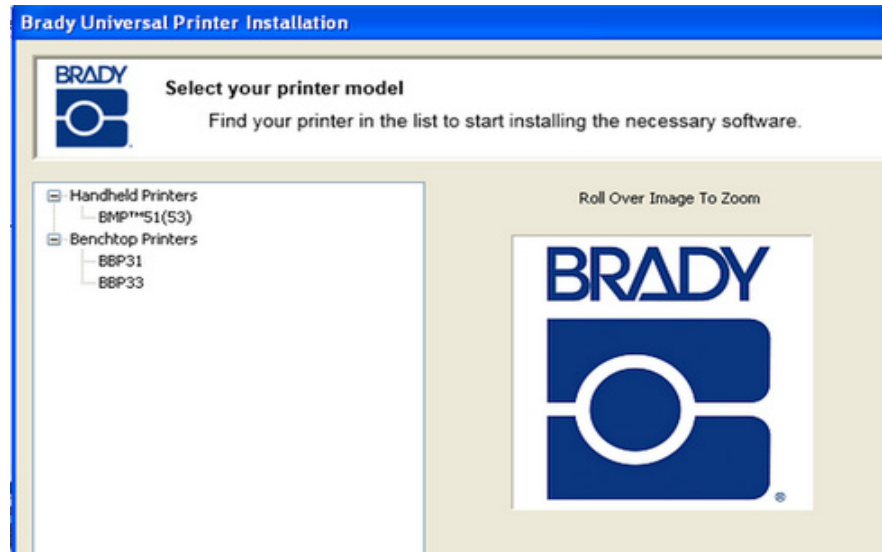 Brady Universal Printer Installation
BRADY
Select your printer model
Find your printer in the list to start installing the necessary software.
Handheld Printers
BMP™51(53)
Benchtop Printers
BBP31
BBP33
Roll Over Image To Zoom
BRADY
®